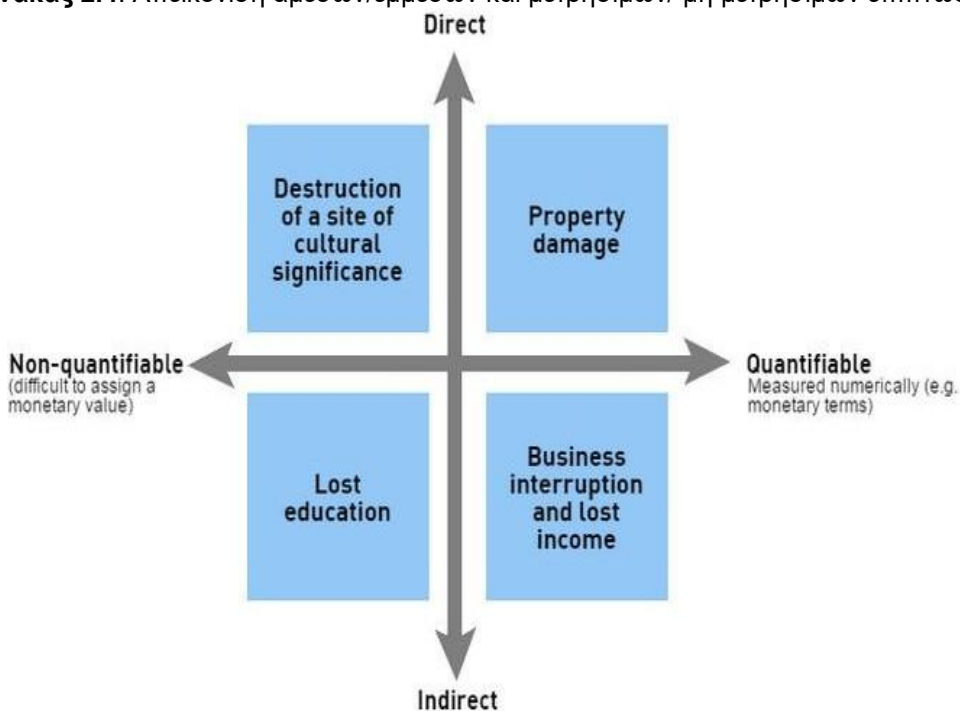 Direct
Destruction
of a site of
cultural
significance
Property
damage
Non-quantifiable
(difficult to assign a
monetary value)
Quantifiable
Measured numerically (e.g.
monetary terms)
Lost
education
Business
interruption
and lost
income
Indirect